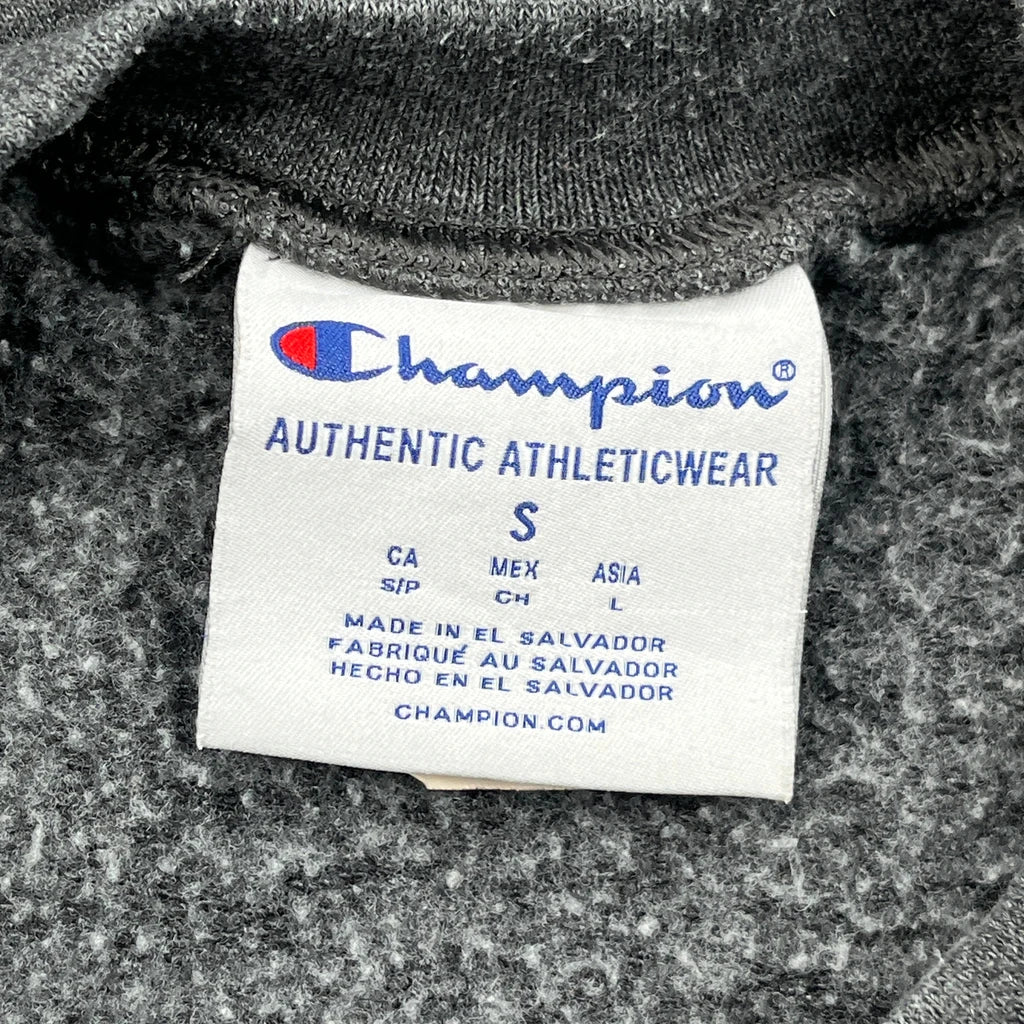 Champion®
AUTHENTIC ATHLETICWEAR
S
CA MEX ASIA
S/P CH L
MADE IN EL SALVADOR
FABRIQUÉ AU SALVADOR
HECHO EN EL SALVADOR
CHAMPION.COM